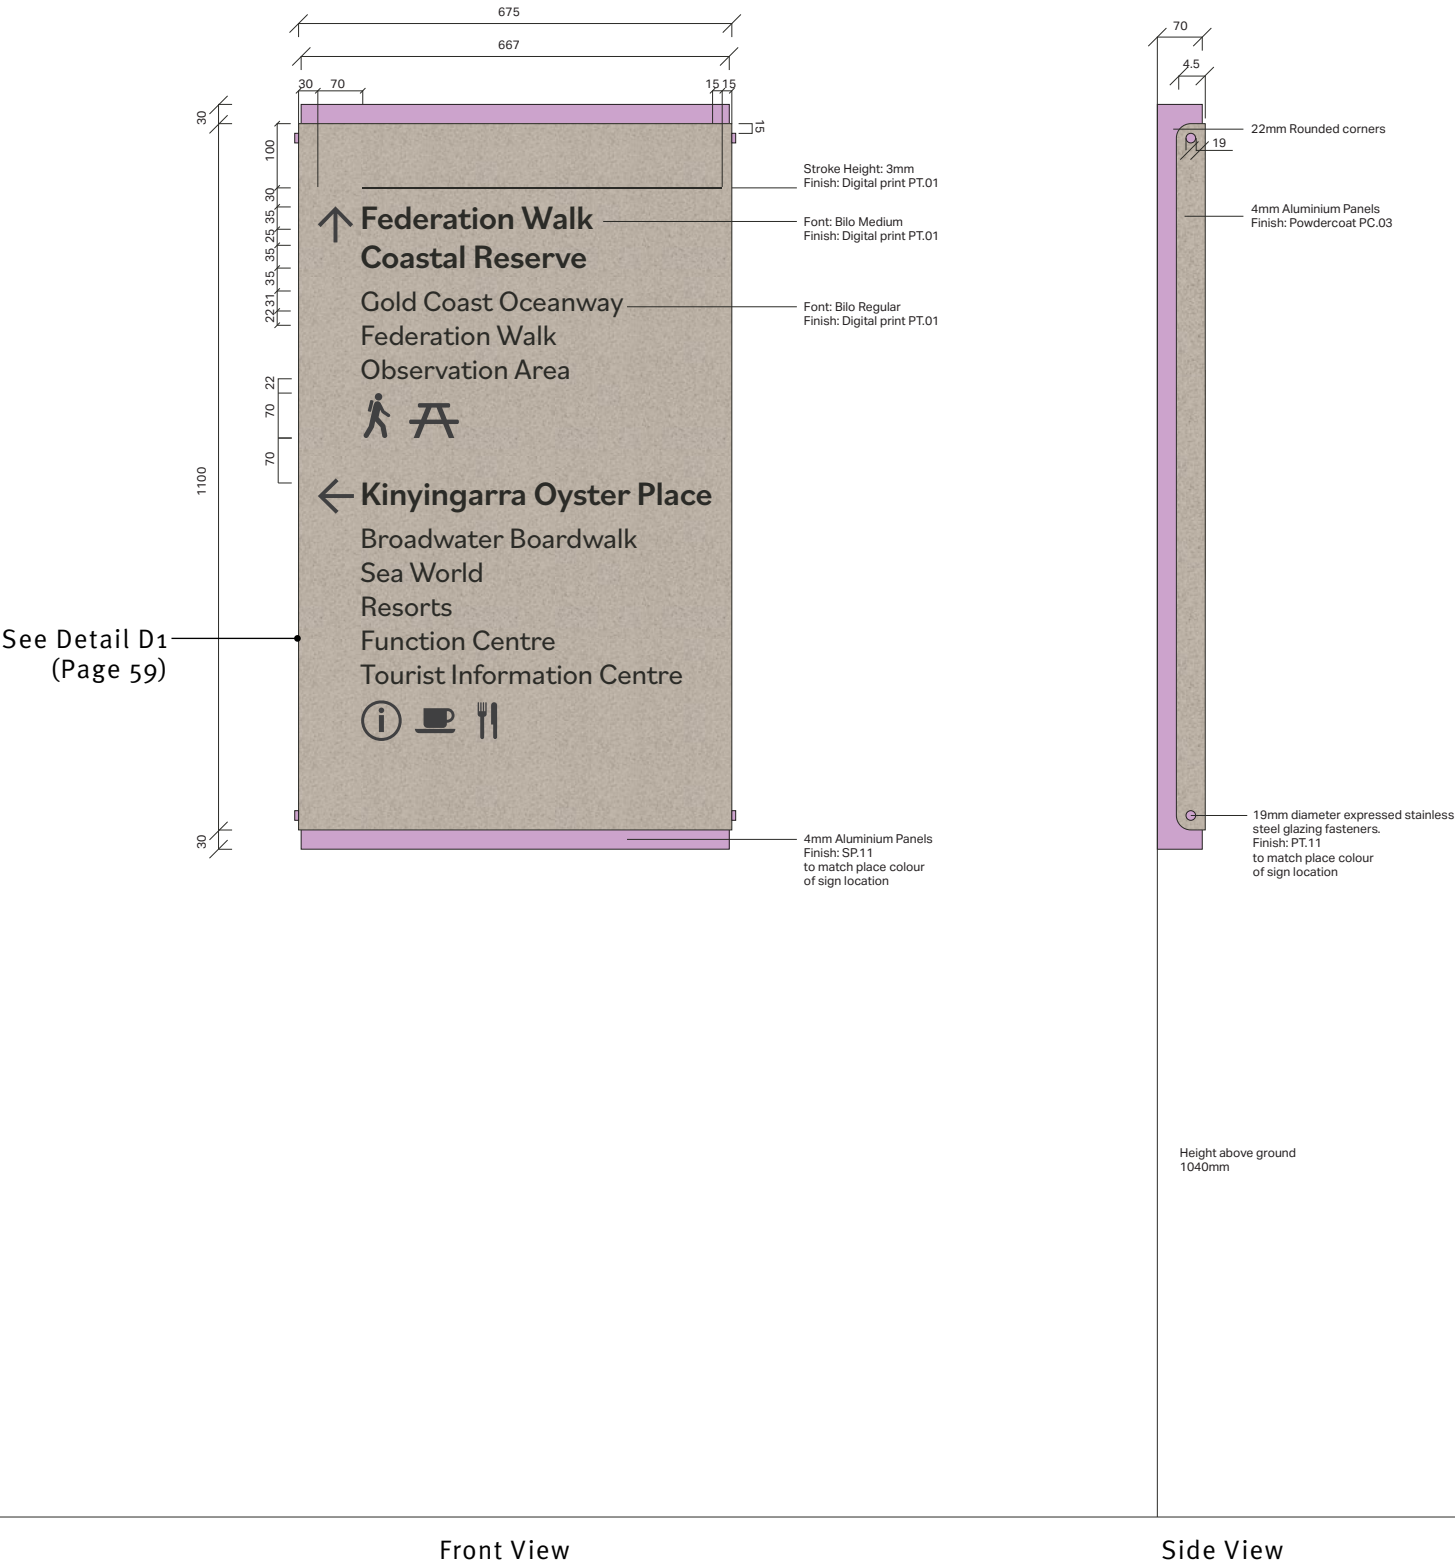 675
667
30 70
15 15
30
100
15
30
35
25
35
35
31
22
22
70
70
1100
30
Federation Walk
Coastal Reserve
Gold Coast Oceanway
Federation Walk
Observation Area
Kinyingarra Oyster Place
Broadwater Boardwalk
Sea World
Resorts
Function Centre
Tourist Information Centre
i
See Detail D1
(Page 59)
Stroke Height: 3mm
Finish: Digital print PT.01
Font: Bilo Medium
Finish: Digital print PT.01
Font: Bilo Regular
Finish: Digital print PT.01
4mm Aluminium Panels
Finish: SP.11
to match place colour
of sign location
70
4.5
22mm Rounded corners
19
4mm Aluminium Panels
Finish: Powdercoat PC.03
19mm diameter expressed stainless
steel glazing fasteners.
Finish: PT.11
to match place colour
of sign location
Height above ground
1040mm
Front View
Side View